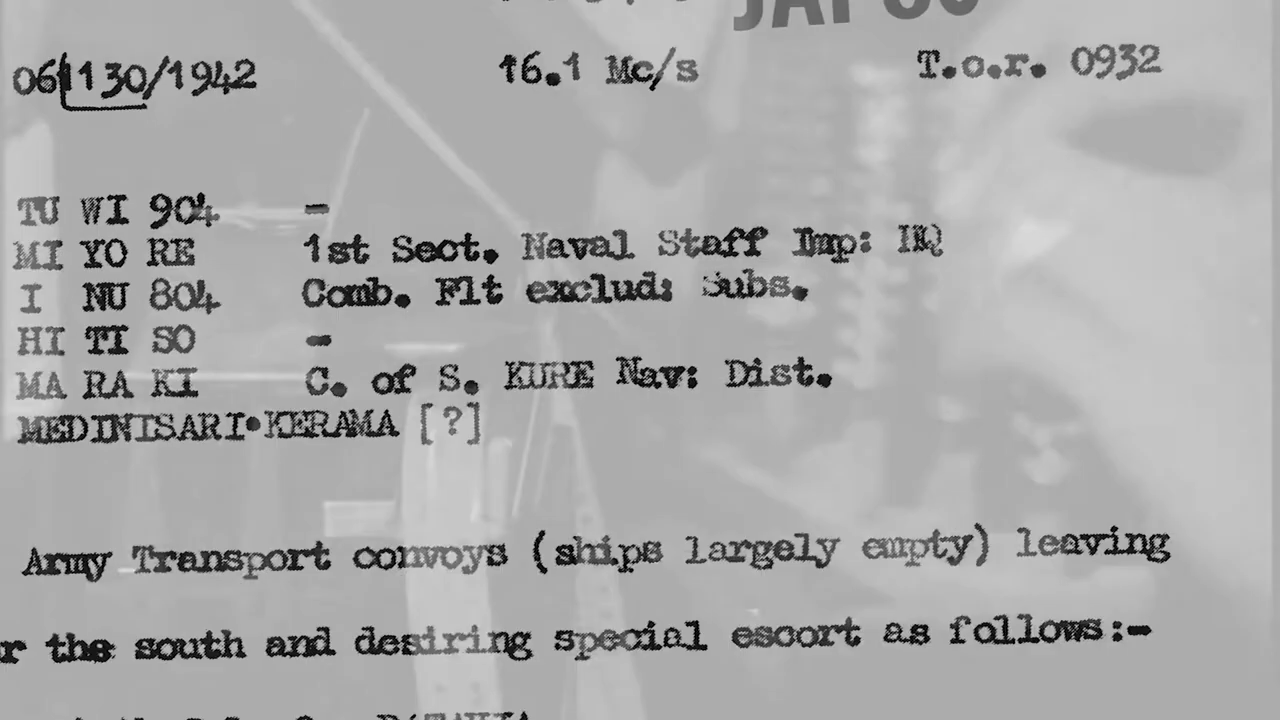 06/1130/1942 16.1 Mc/s T.o.r. 0932
TU WI 904 -
MI YO RE 1st Sect. Naval Staff Imp: HQ
I NU 804 Comb. Flt exclud: Subs.
HI TI SO -
MA RA KI C. of S. KURE Nav: Dist.
MEDINISARI•KERAMA [?]
Army Transport convoys (ships largely empty) leaving
the south and desiring special escort as follows:-